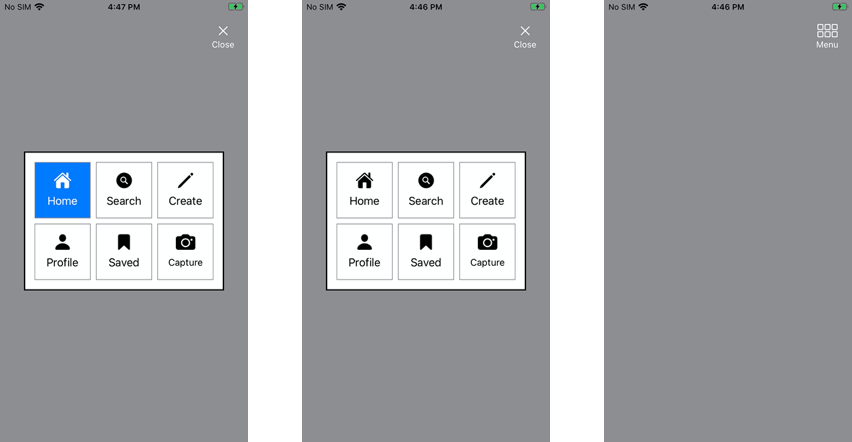 No SIM 4:47 PM
Close
Home Search Create
Profile Saved Capture
No SIM 4:46 PM
Close
Home Search Create
Profile Saved Capture
No SIM 4:46 PM
Menu